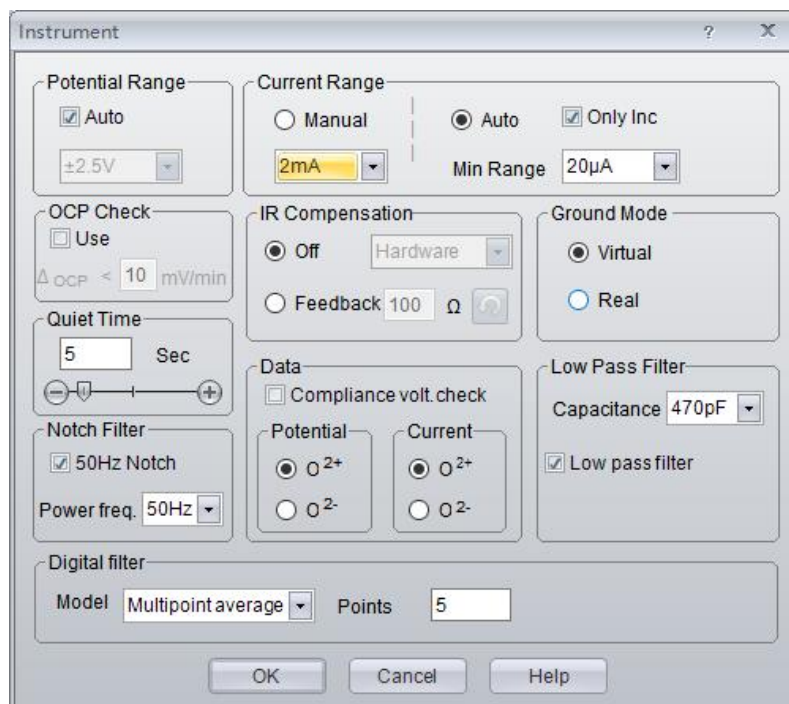 Instrument
?
X
Potential Range
Auto
±2.5V
Current Range
Manual
Auto
Only Inc
2mA
Min Range
20µA
OCP Check
Use
Δ OCP < 10 mV/min
IR Compensation
Off
Hardware
Feedback 100 Ω
Ground Mode
Virtual
Real
Quiet Time
5 Sec
Data
Compliance volt.check
Potential
O²⁺
O²⁻
Current
O²⁺
O²⁻
Low Pass Filter
Capacitance 470pF
Low pass filter
Notch Filter
50Hz Notch
Power freq. 50Hz
Digital filter
Model Multipoint average Points 5
OK Cancel Help